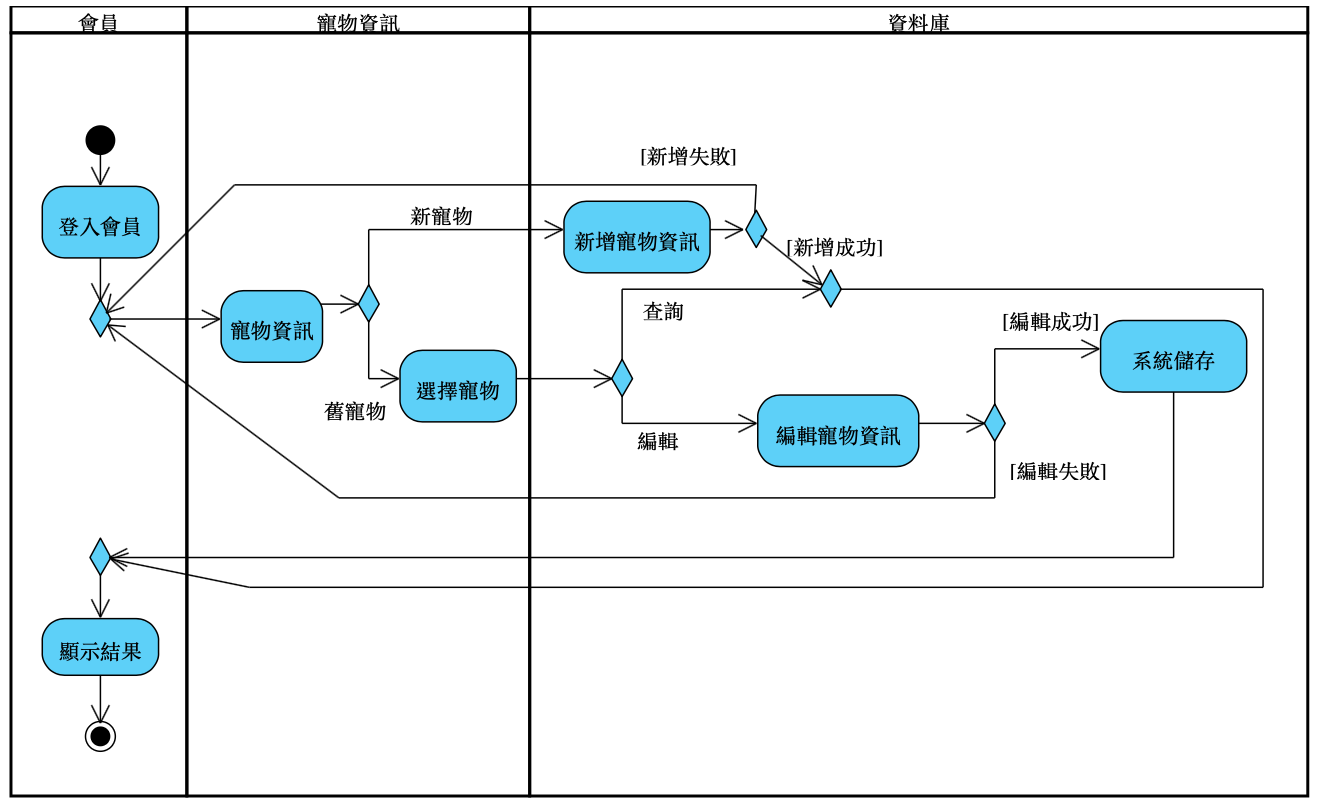 會員
寵物資訊
資料庫
[新增失敗]
登入會員
新寵物
新增寵物資訊
[新增成功]
寵物資訊
查詢
[編輯成功]
系統儲存
選擇寵物
舊寵物
編輯
編輯寵物資訊
[編輯失敗]
顯示結果